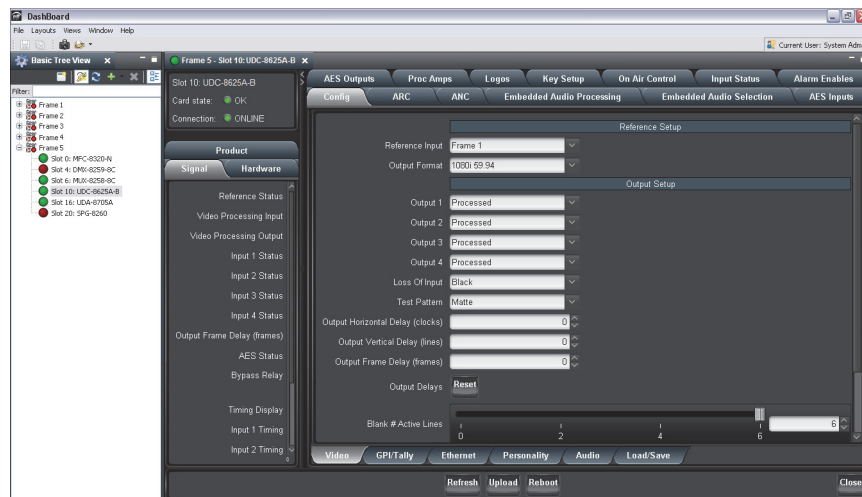 DashBoard
File Layouts Views Window Help
Current User: System Adm
Basic Tree View
Filter:
Frame 1
Frame 2
Frame 3
Frame 4
Frame 5
Slot 0: MFC-8320-N
Slot 4: DMX-8259-8C
Slot 6: MUX-8258-8C
Slot 10: UDC-8625A-B
Slot 16: UDA-8705A
Slot 20: SPG-8260
Frame 5 - Slot 10: UDC-8625A-B
Slot 10: UDC-8625A-B
Card state: OK
Connection: ONLINE
Product
Signal Hardware
Reference Status
Video Processing Input
Video Processing Output
Input 1 Status
Input 2 Status
Input 3 Status
Input 4 Status
Output Frame Delay (frames)
AES Status
Bypass Relay
Timing Display
Input 1 Timing
Input 2 Timing
AES Outputs Proc Amps Logos Key Setup On Air Control Input Status Alarm Enables
Config ARC ANC Embedded Audio Processing Embedded Audio Selection AES Inputs
Reference Setup
Reference Input Frame 1
Output Format 1080i 59.94
Output Setup
Output 1 Processed
Output 2 Processed
Output 3 Processed
Output 4 Processed
Loss Of Input Black
Test Pattern Matte
Output Horizontal Delay (clocks) 0
Output Vertical Delay (lines) 0
Output Frame Delay (frames) 0
Output Delays Reset
Blank # Active Lines 6
0 2 4 6
Video GPI/Tally Ethernet Personality Audio Load/Save
Refresh Upload Reboot Close